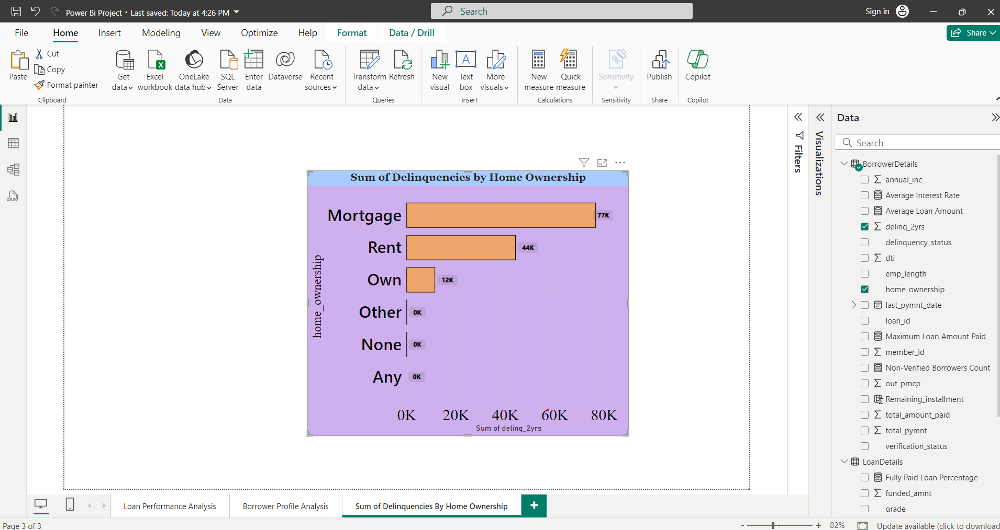 Power Bi Project • Last saved: Today at 4:26 PM
Search
Sign in
File Home Insert Modeling View Optimize Help Format Data / Drill
Share
Paste
Cut
Copy
Format painter
Clipboard
Get data
Excel workbook
OneLake data hub
SQL Server
Enter data
Dataverse
Recent sources
Data
Transform data
Refresh
Queries
New visual
Text box
More visuals
Insert
New measure
Quick measure
Calculations
Sensitivity
Sensitivity
Publish
Share
Copilot
Copilot
DAX
Sum of Delinquencies by Home Ownership
home_ownership
Mortgage 77K
Rent 44K
Own 12K
Other 0K
None 0K
Any 0K
0K 20K 40K 60K 80K
Sum of delinq_2yrs
Filters
Visualizations
Data
Search
BorrowerDetails
annual_inc
Average Interest Rate
Average Loan Amount
delinq_2yrs
delinquency_status
dti
emp_length
home_ownership
last_pymnt_date
loan_id
Maximum Loan Amount Paid
member_id
Non-Verified Borrowers Count
out_prncp
Remaining_installment
total_amount_paid
total_pymnt
verification_status
LoanDetails
Fully Paid Loan Percentage
funded_amnt
grade
Loan Performance Analysis
Borrower Profile Analysis
Sum of Delinquencies By Home Ownership
Page 3 of 3
- + 82%
Update available (click to download